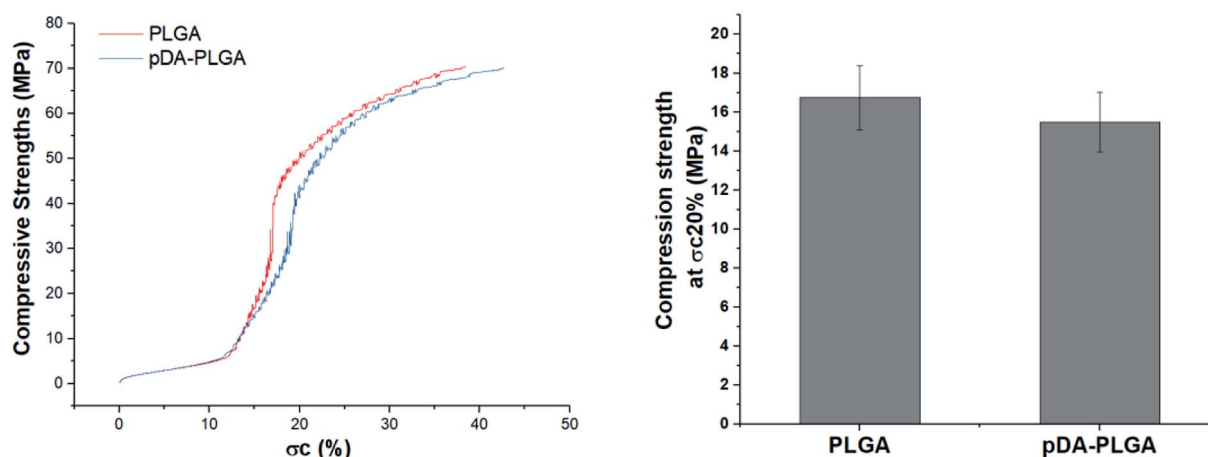 80
70
60
50
40
30
20
10
0
Compressive Strengths (MPa)
PLGA
pDA-PLGA
0 10 20 30 40 50
σc (%)
20
18
16
14
12
10
8
6
4
2
0
Compression strength
at σc20% (MPa)
PLGA pDA-PLGA